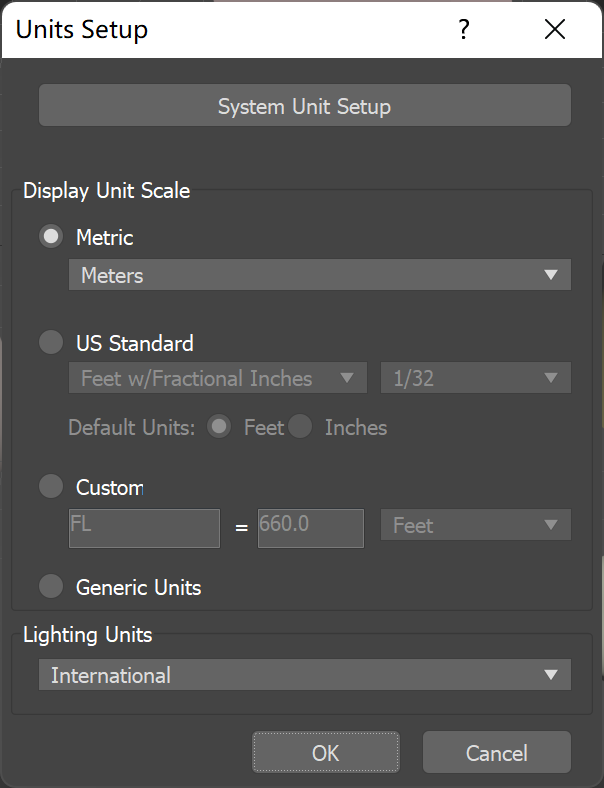 Units Setup ?
System Unit Setup
Display Unit Scale
Metric
Meters
US Standard
Feet w/Fractional Inches 1/32
Default Units: Feet Inches
Custom
FL = 660.0 Feet
Generic Units
Lighting Units
International
OK Cancel